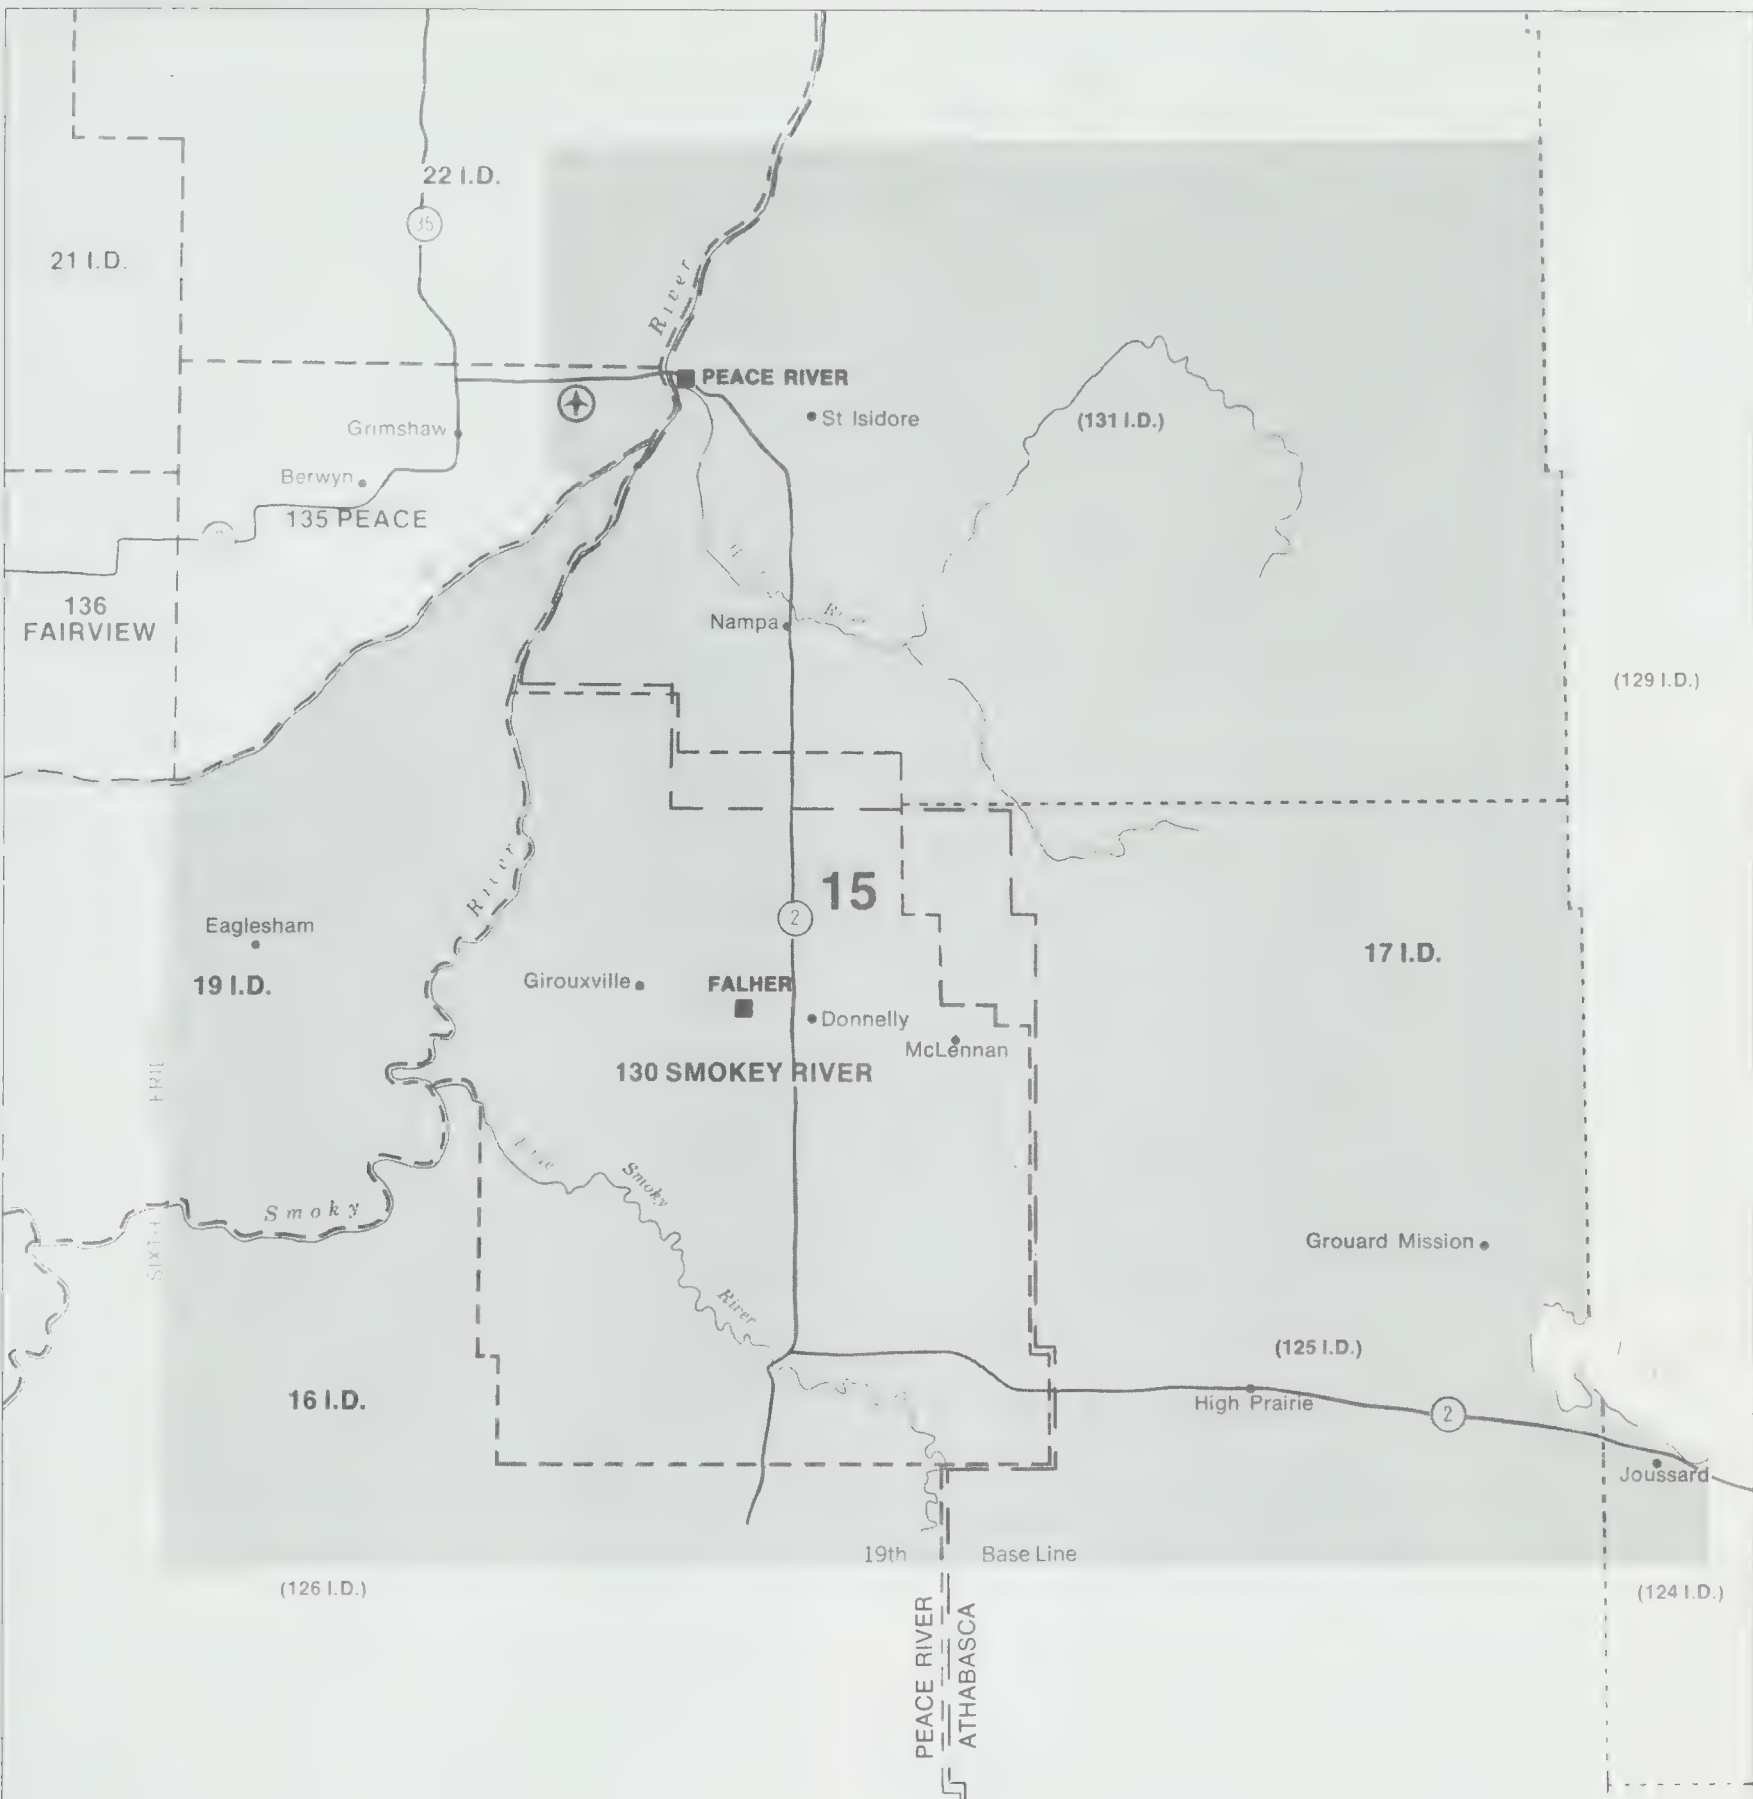 22 I.D.
35
21 I.D.
River
PEACE RIVER
St Isidore
(131 I.D.)
Grimshaw
Berwyn
135 PEACE
136
FAIRVIEW
Nampa
(129 I.D.)
15
River
2
Eaglesham
19 I.D.
Girouxville
FALHER
Donnelly
McLennan
17 I.D.
130 SMOKEY RIVER
Smoky
Smoky
River
Grouard Mission
(125 I.D.)
16 I.D.
High Prairie
2
Joussard
19th Base Line
(126 I.D.)
(124 I.D.)
PEACE RIVER
ATHABASCA